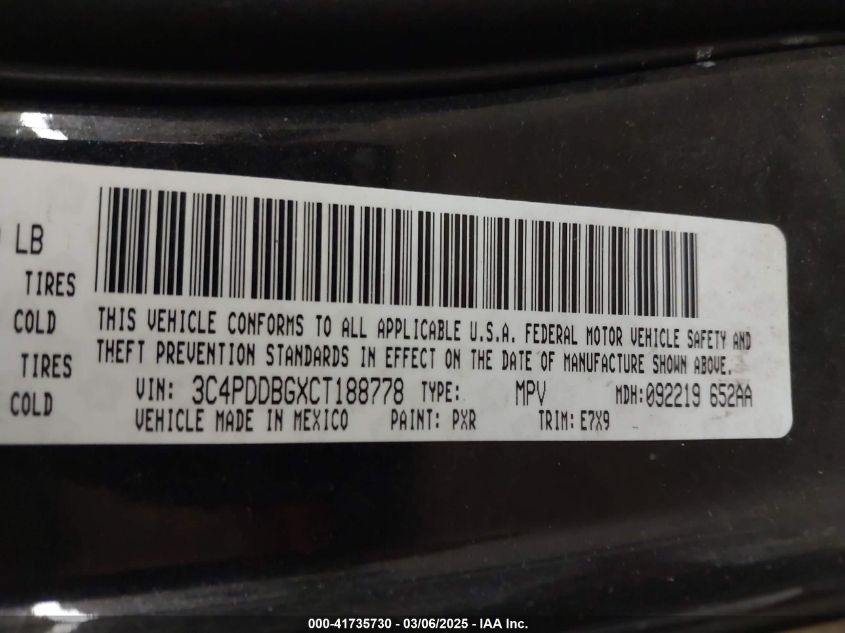 LB
TIRES
COLD
TIRES
COLD
THIS VEHICLE CONFORMS TO ALL APPLICABLE U.S.A. FEDERAL MOTOR VEHICLE SAFETY AND
THEFT PREVENTION STANDARDS IN EFFECT ON THE DATE OF MANUFACTURE SHOWN ABOVE.
VIN: 3C4PDDBGXCT188778 TYPE: MPV MDH:092219 652AA
VEHICLE MADE IN MEXICO PAINT: PXR TRIM: E7X9
000-41735730 - 03/06/2025 - IAA Inc.